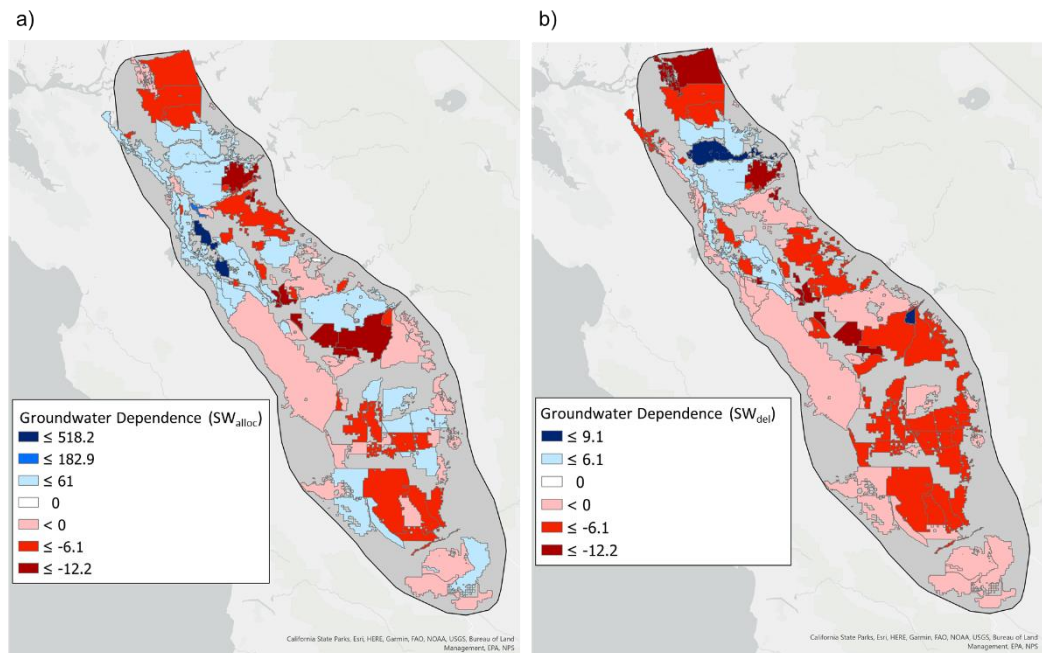 a)
Groundwater Dependence (SWalloc)
≤ 518.2
≤ 182.9
≤ 61
0
< 0
≤ -6.1
≤ -12.2
California State Parks, Esri, HERE, Garmin, FAO, NOAA, USGS, Bureau of Land
Management, EPA, NPS
b)
Groundwater Dependence (SWdel)
≤ 9.1
≤ 6.1
0
< 0
≤ -6.1
≤ -12.2
California State Parks, Esri, HERE, Garmin, FAO, NOAA, USGS, Bureau of Land
Management, EPA, NPS